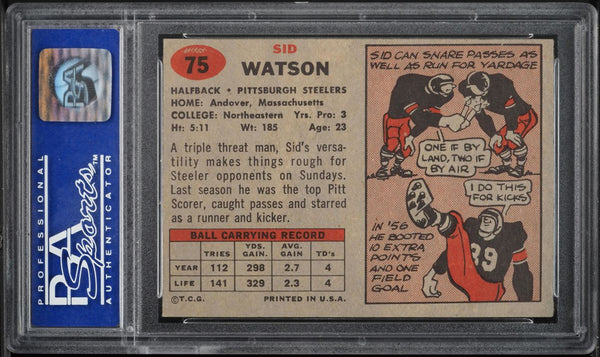 PROFESSIONAL
PSA
Sports™
AUTHENTICATOR
PSA
75
SID
WATSON
HALFBACK • PITTSBURGH STEELERS
HOME: Andover, Massachusetts
COLLEGE: Northeastern Yrs. Pro: 3
Ht: 5:11 Wt: 185 Age: 23
A triple threat man, Sid's versa-
tility makes things rough for
Steeler opponents on Sundays.
Last season he was the top Pitt
Scorer, caught passes and starred
as a runner and kicker.
BALL CARRYING RECORD
TRIES YDS. GAIN AVG. GAIN TD's
YEAR 112 298 2.7 4
LIFE 141 329 2.3 4
©T.C.G. PRINTED IN U.S.A.
SID CAN SNARE PASSES AS
WELL AS RUN FOR YARDAGE
ONE IF BY
LAND, TWO IF
BY AIR
I DO THIS
FOR KICKS
IN '56
HE BOOTED
10 EXTRA
POINTS
AND ONE
FIELD
GOAL
39